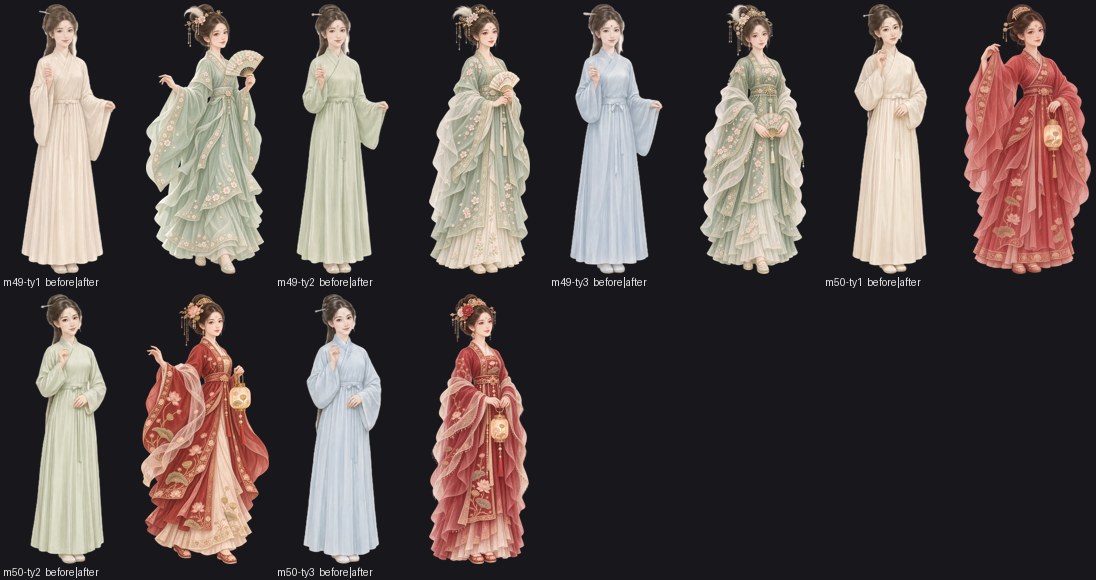 m49-ty1 before|after
m49-ty2 before|after
m49-ty3 before|after
m50-ty1 before|after
m50-ty2 before|after
m50-ty3 before|after